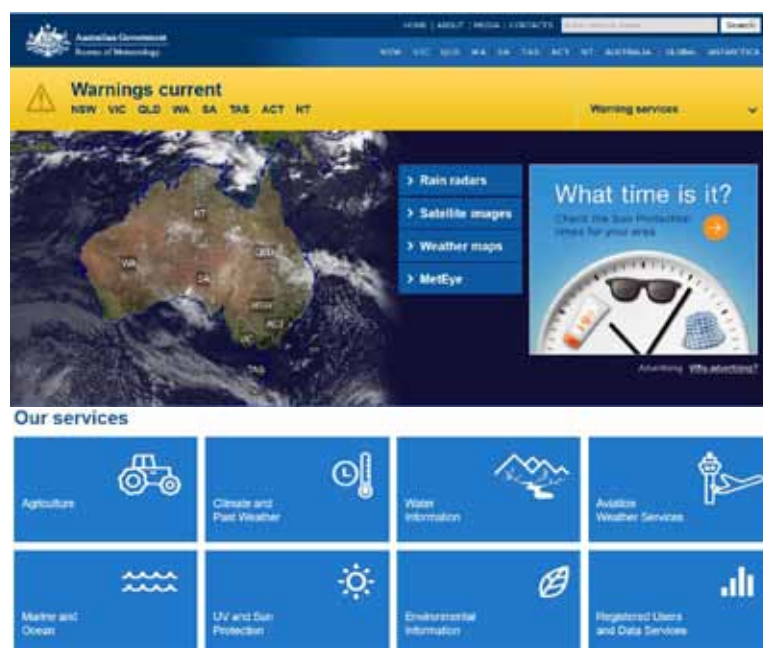 Australian Government
Bureau of Meteorology
HOME | ABOUT | MEDIA | CONTACTS
Search
NSW VIC QLD WA SA TAS ACT NT AUSTRALIA GLOBAL ANTARCTICA
Warnings current
NSW VIC QLD WA SA TAS ACT NT
Warning services
NT
QLD
WA
SA
NSW
ACT
VIC
TAS
> Rain radars
> Satellite images
> Weather maps
> MetEye
What time is it?
Check the Sun Protection
times for your area
Advertising Why advertising?
Our services
Agriculture
Climate and
Past Weather
Water
Information
Aviation
Weather Services
Marine and
Ocean
UV and Sun
Protection
Environmental
Information
Registered Users
and Data Services